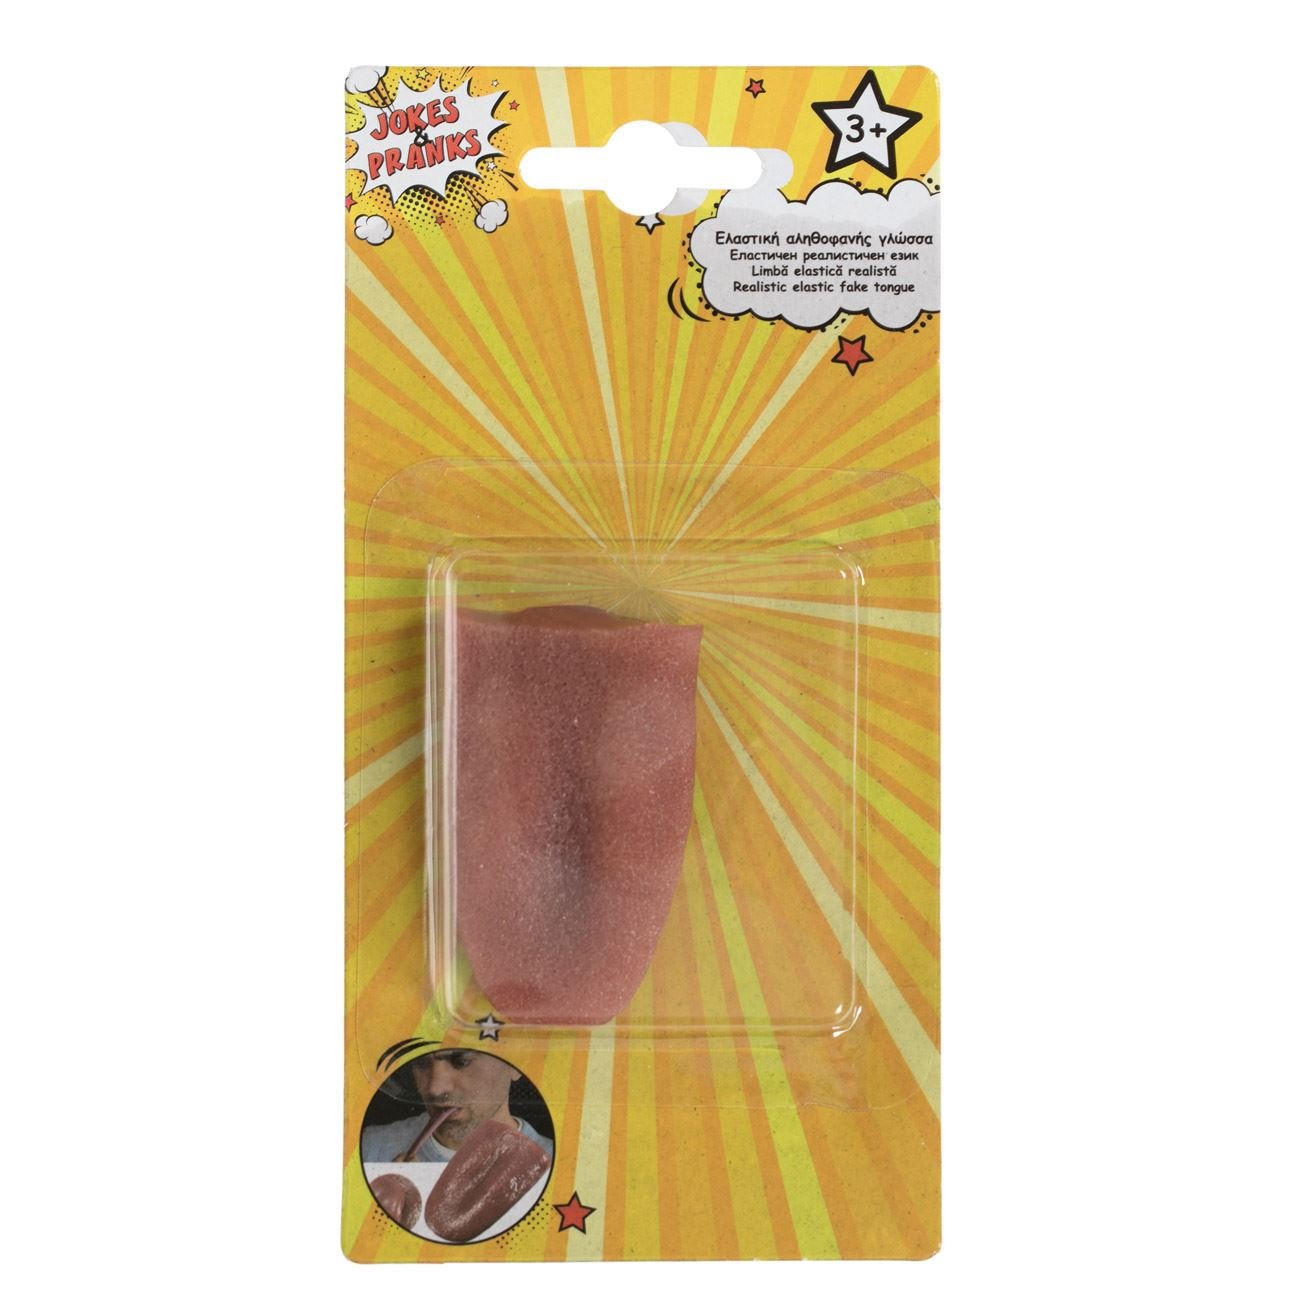 JOKES
&
PRANKS
3+
Ελαστική αληθοφανής γλώσσα
Еластичен реалистичен език
Limbă elastică realistă
Realistic elastic fake tongue